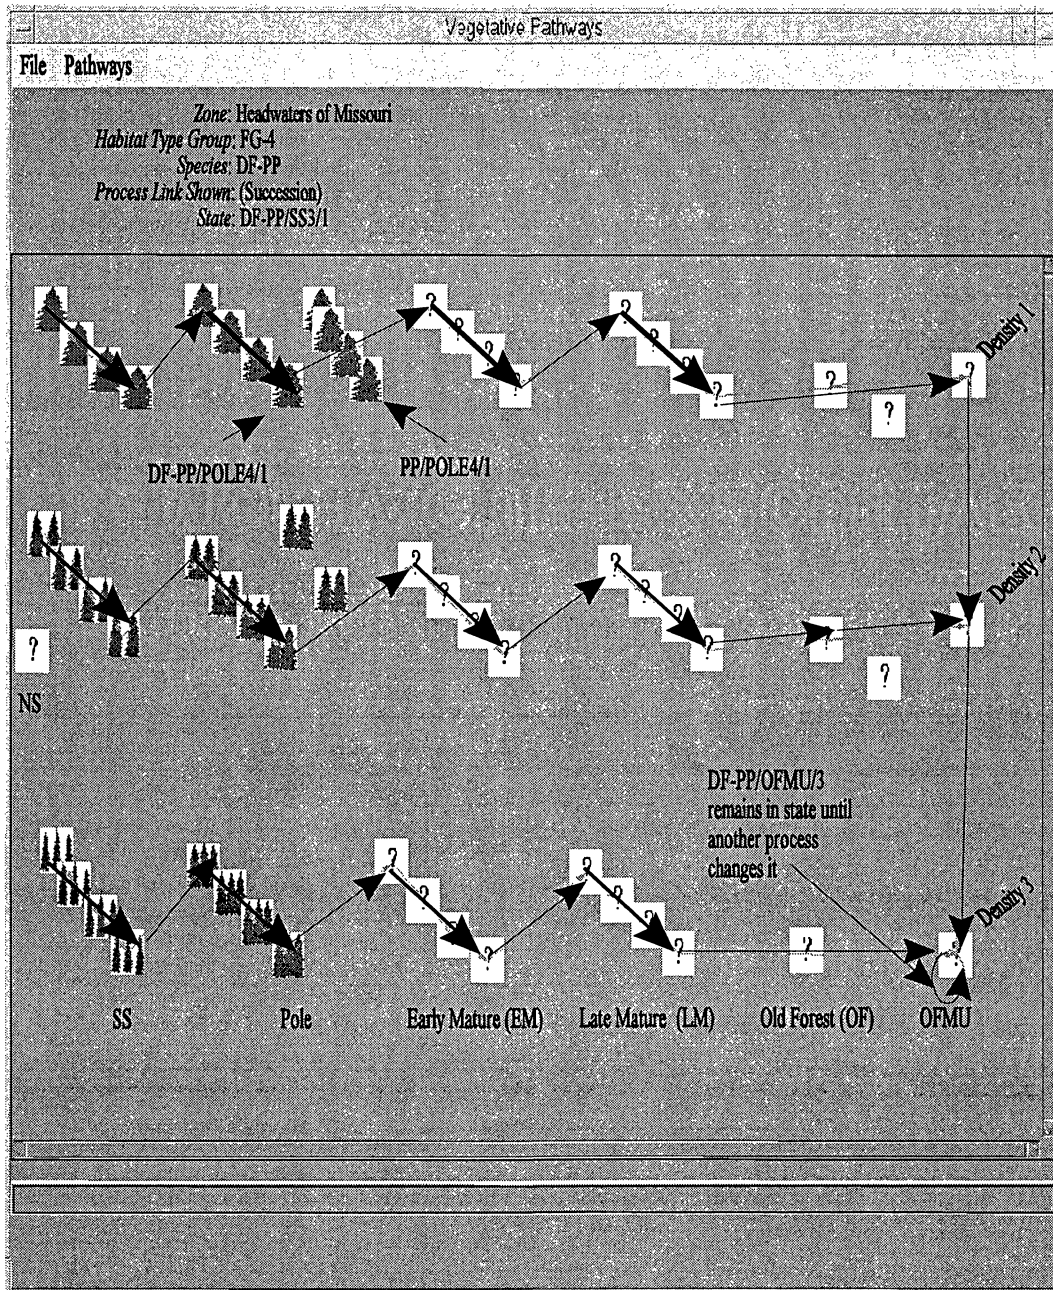 Vegetative Pathways
File Pathways
Zone: Headwaters of Missouri
Habitat Type Group: FG-4
Species: DF-PP
Process Link Shown: (Succession)
State: DF-PP/SS3/1
? ? ? ?
? ? ? ?
? ? ?
Density 1
DF-PP/POLE4/1
PP/POLE4/1
? ? ? ?
? ? ? ?
? ? ?
Density 2
?
NS
DF-PP/OFMU/3
remains in state until
another process
changes it
? ? ? ?
? ? ? ?
? ?
Density 3
SS
Pole
Early Mature (EM)
Late Mature (LM)
Old Forest (OF)
OFMU